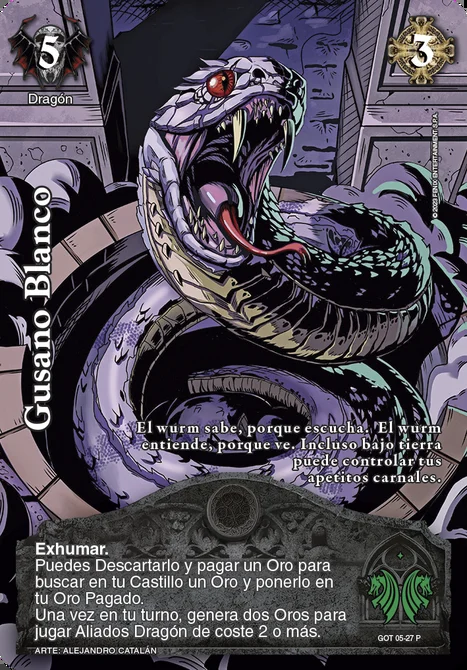 5
3
Dragón
© 2023 FENIX ENTERTAINMENT S.P.A.
Gusano Blanco
El wurm sabe, porque escucha. El wurm
entiende, porque ve. Incluso bajo tierra
puede controlar tus
apetitos carnales.
Exhumar.
Puedes Descartarlo y pagar un Oro para
buscar en tu Castillo un Oro y ponerlo en
tu Oro Pagado.
Una vez en tu turno, genera dos Oros para
jugar Aliados Dragón de coste 2 o más.
GOT 05-27 P
ARTE: ALEJANDRO CATALÁN